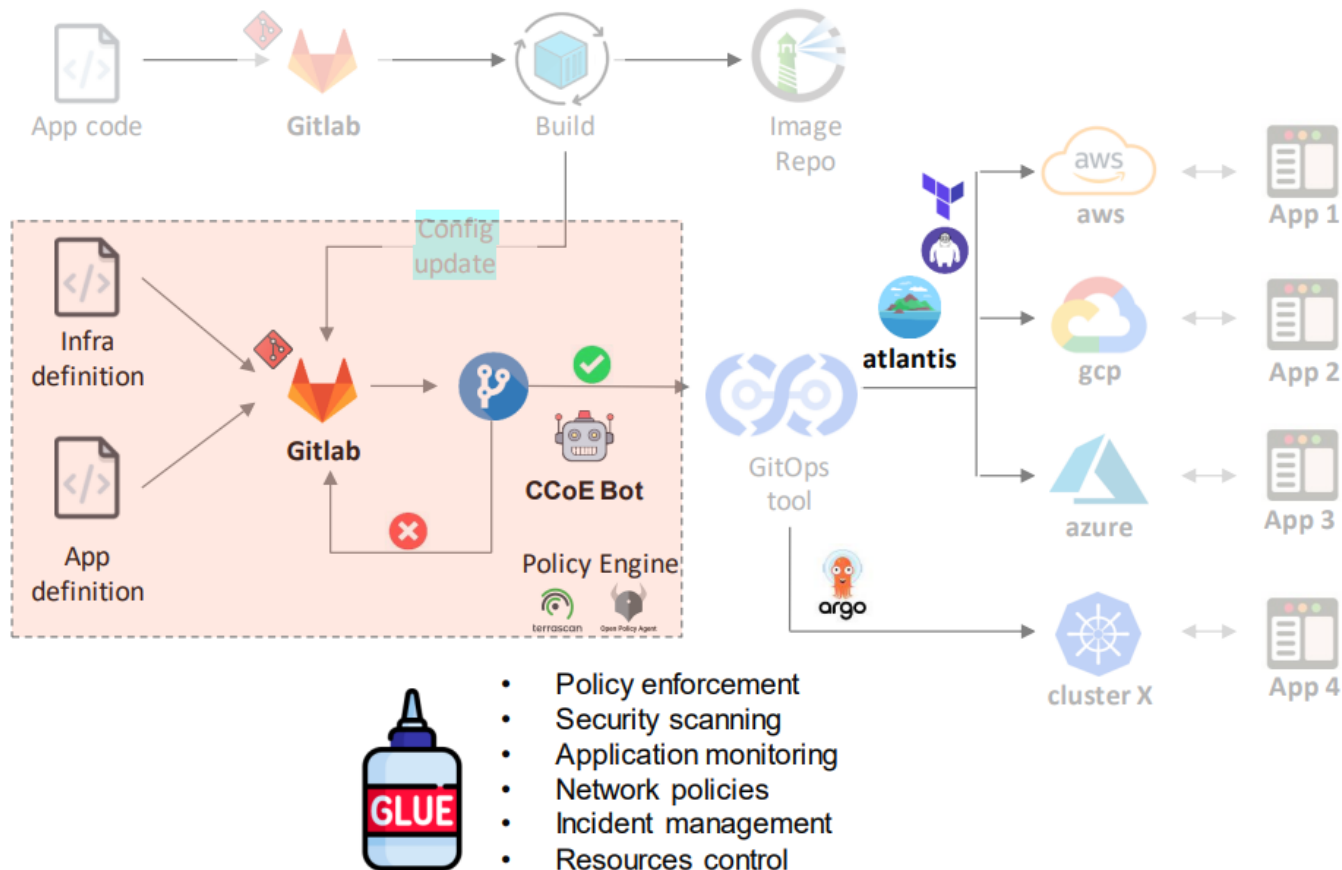 App code
Gitlab
Build
Image
Repo
aws
aws
App 1
Config
update
Infra
definition
atlantis
gcp
App 2
Gitlab
CCoE Bot
GitOps
tool
azure
App 3
App
definition
Policy Engine
terrascan
Open Policy Agent
argo
cluster X
App 4
GLUE
• Policy enforcement
• Security scanning
• Application monitoring
• Network policies
• Incident management
• Resources control